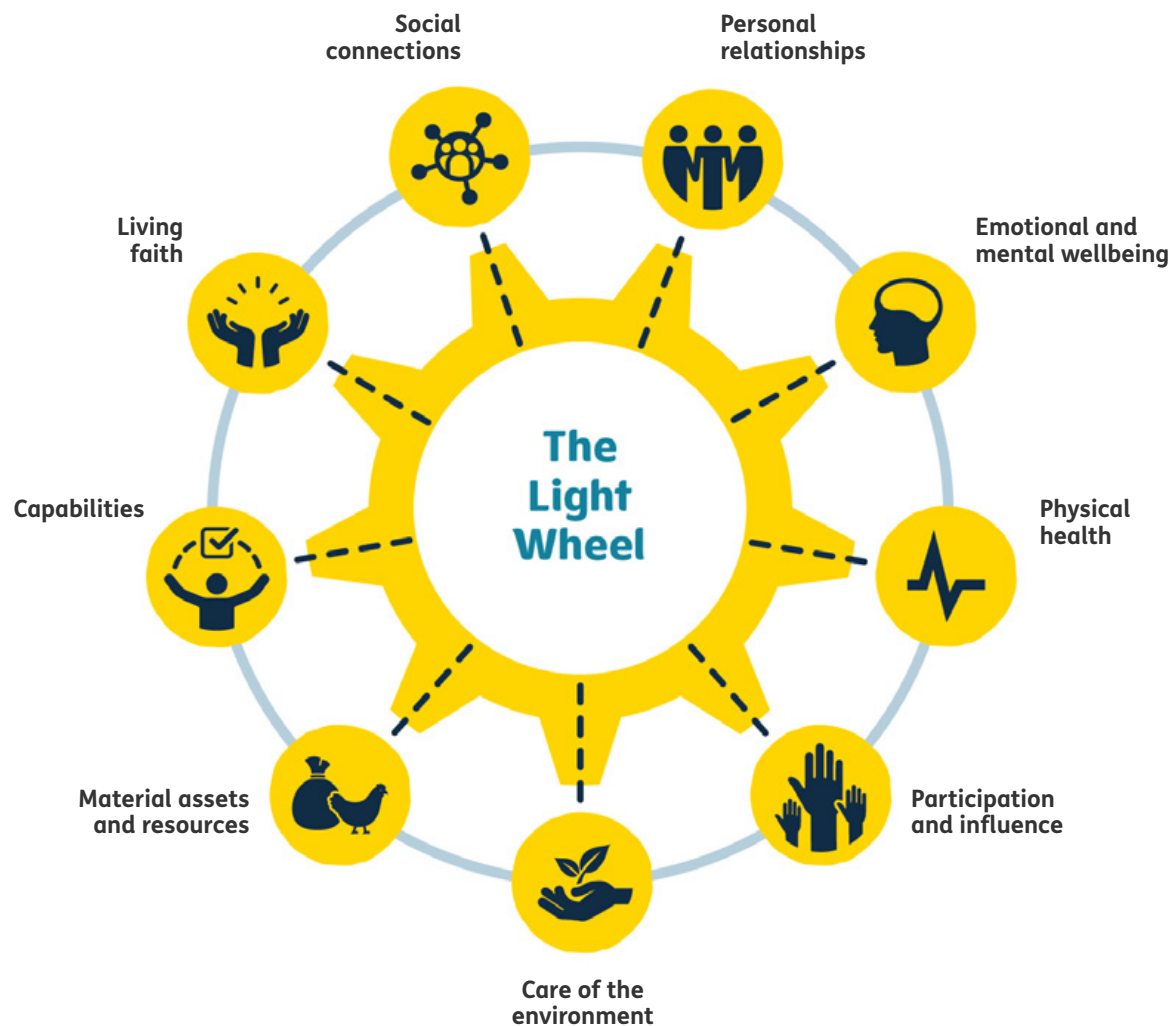 Social
connections
Personal
relationships
Living
faith
Emotional and
mental wellbeing
The
Light
Wheel
Capabilities
Physical
health
Material assets
and resources
Participation
and influence
Care of the
environment